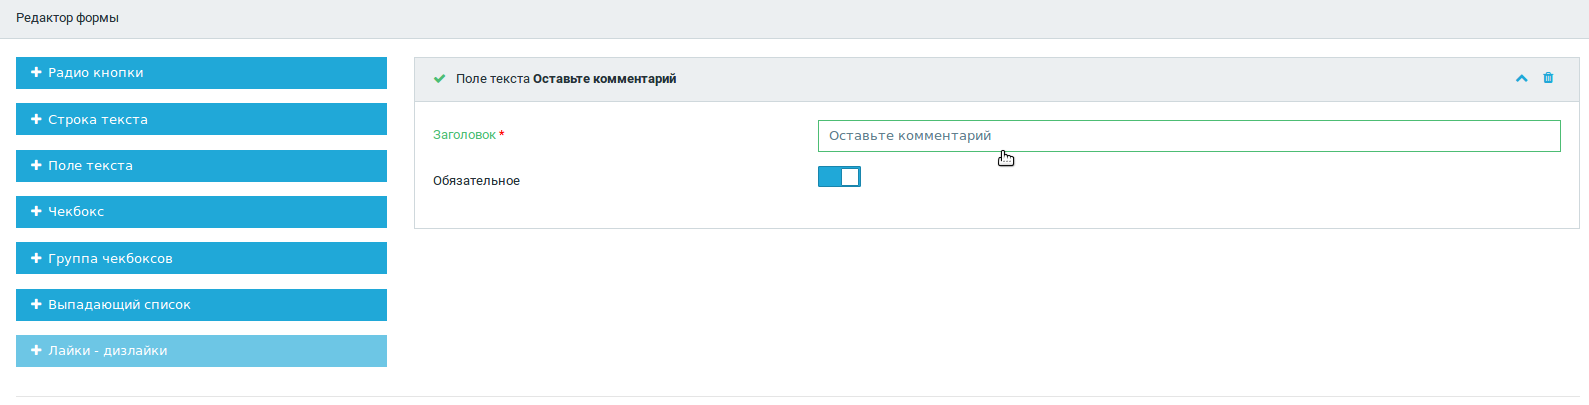 Редактор формы
Радио кнопки
Строка текста
Поле текста
Чекбокс
Группа чекбоксов
Выпадающий список
Лайки - дизлайки
Поле текста Оставьте комментарий
Заголовок *
Оставьте комментарий
Обязательное